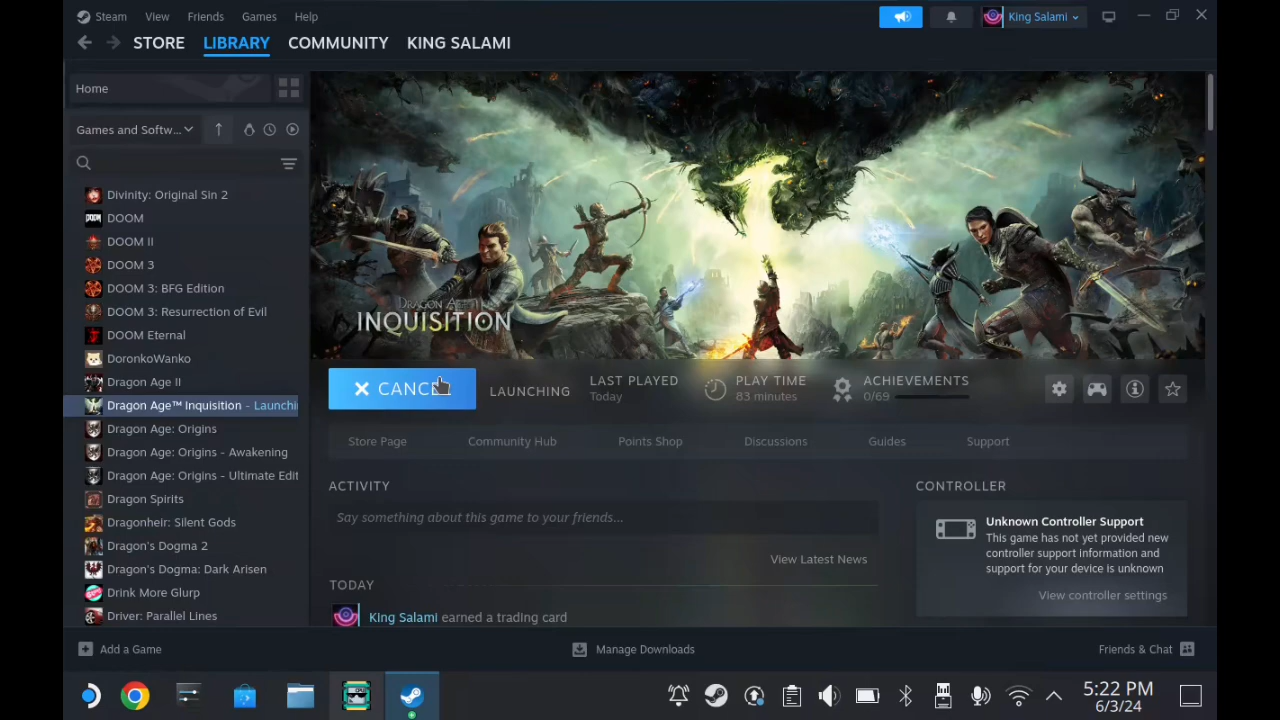 Steam View Friends Games Help King Salami
STORE LIBRARY COMMUNITY KING SALAMI
Home
Games and Softw...
Divinity: Original Sin 2
DOOM
DOOM II
DOOM 3
DOOM 3: BFG Edition
DOOM 3: Resurrection of Evil
DOOM Eternal
DoronkoWanko
Dragon Age II
Dragon Age™ Inquisition - Launchi
Dragon Age: Origins
Dragon Age: Origins - Awakening
Dragon Age: Origins - Ultimate Edit
Dragon Spirits
Dragonheir: Silent Gods
Dragon's Dogma 2
Dragon's Dogma: Dark Arisen
Drink More Glurp
Driver: Parallel Lines
DRAGON AGE
INQUISITION
CANCEL
LAUNCHING
LAST PLAYED
Today
PLAY TIME
83 minutes
ACHIEVEMENTS
0/69
Store Page Community Hub Points Shop Discussions Guides Support
ACTIVITY
Say something about this game to your friends...
View Latest News
TODAY
King Salami earned a trading card
CONTROLLER
Unknown Controller Support
This game has not yet provided new
controller support information and
support for your device is unknown
View controller settings
Add a Game Manage Downloads Friends & Chat
5:22 PM
6/3/24